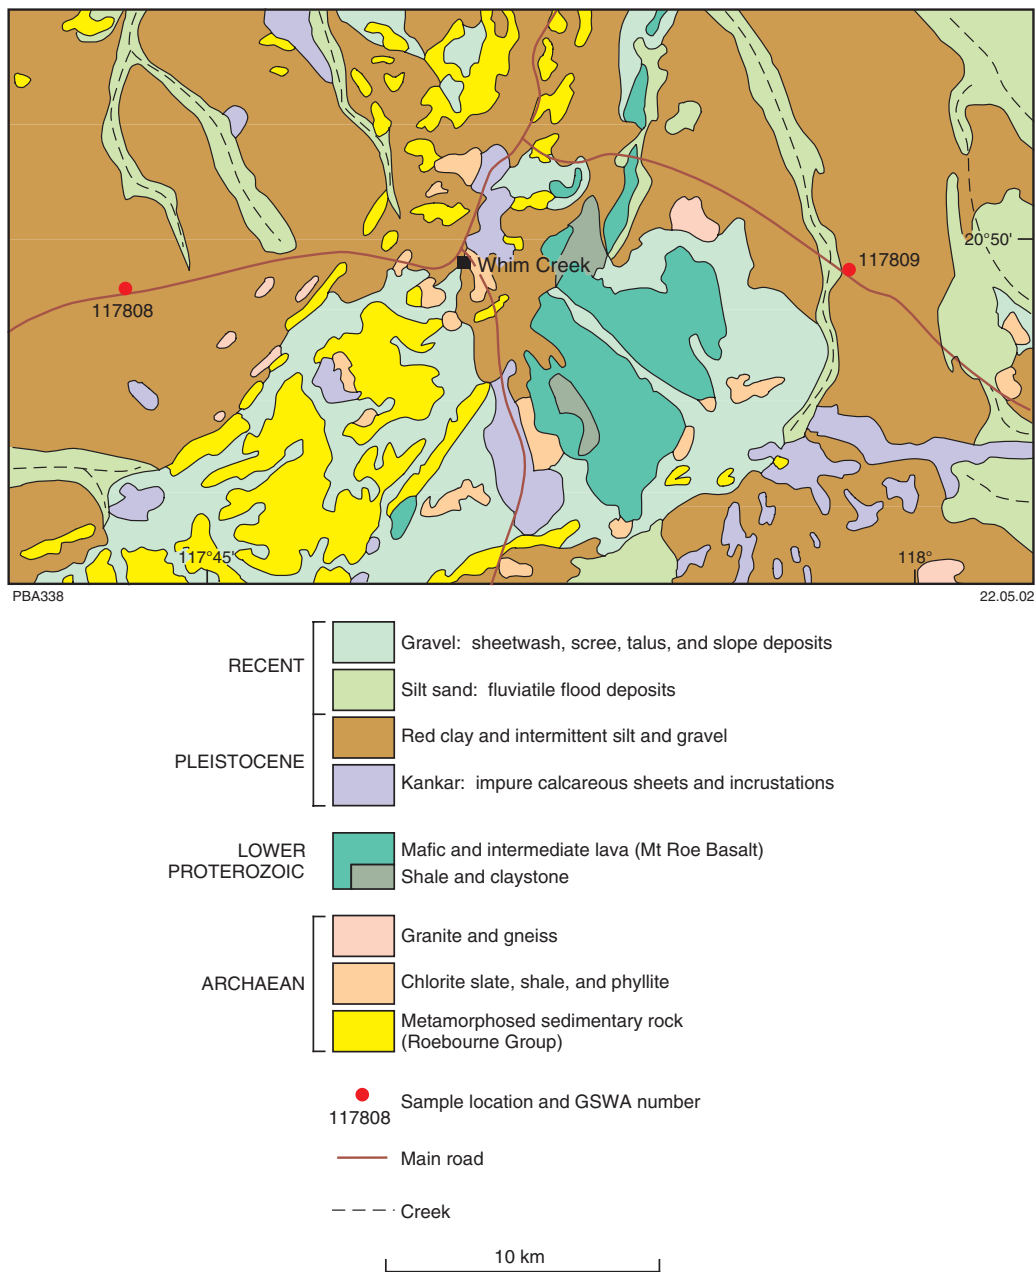 20°50'
117809
Whim Creek
117808
117°45'
118°
PBA338
22.05.02
RECENT
Gravel: sheetwash, scree, talus, and slope deposits
Silt sand: fluviatile flood deposits
PLEISTOCENE
Red clay and intermittent silt and gravel
Kankar: impure calcareous sheets and incrustations
LOWER
PROTEROZOIC
Mafic and intermediate lava (Mt Roe Basalt)
Shale and claystone
ARCHAEAN
Granite and gneiss
Chlorite slate, shale, and phyllite
Metamorphosed sedimentary rock
(Roebourne Group)
117808
Sample location and GSWA number
Main road
Creek
10 km